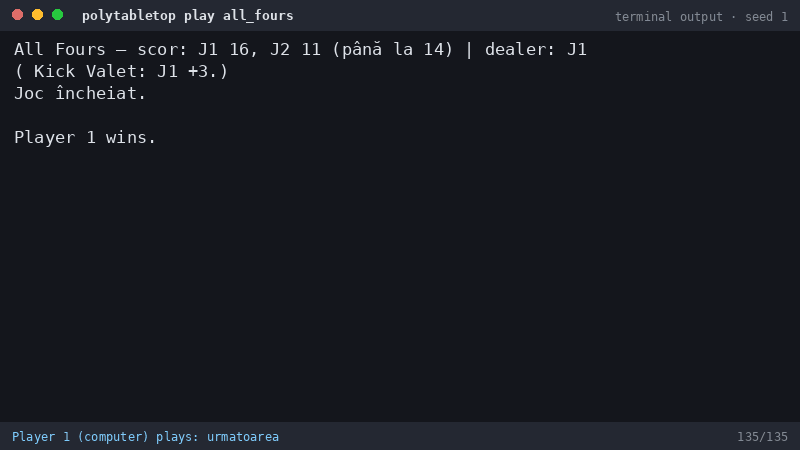 polytabletop play all_fours
terminal output · seed 1
All Fours — scor: J1 16, J2 11 (până la 14) | dealer: J1
( Kick Valet: J1 +3.)
Joc încheiat.
Player 1 wins.
Player 1 (computer) plays: urmatoarea
135/135